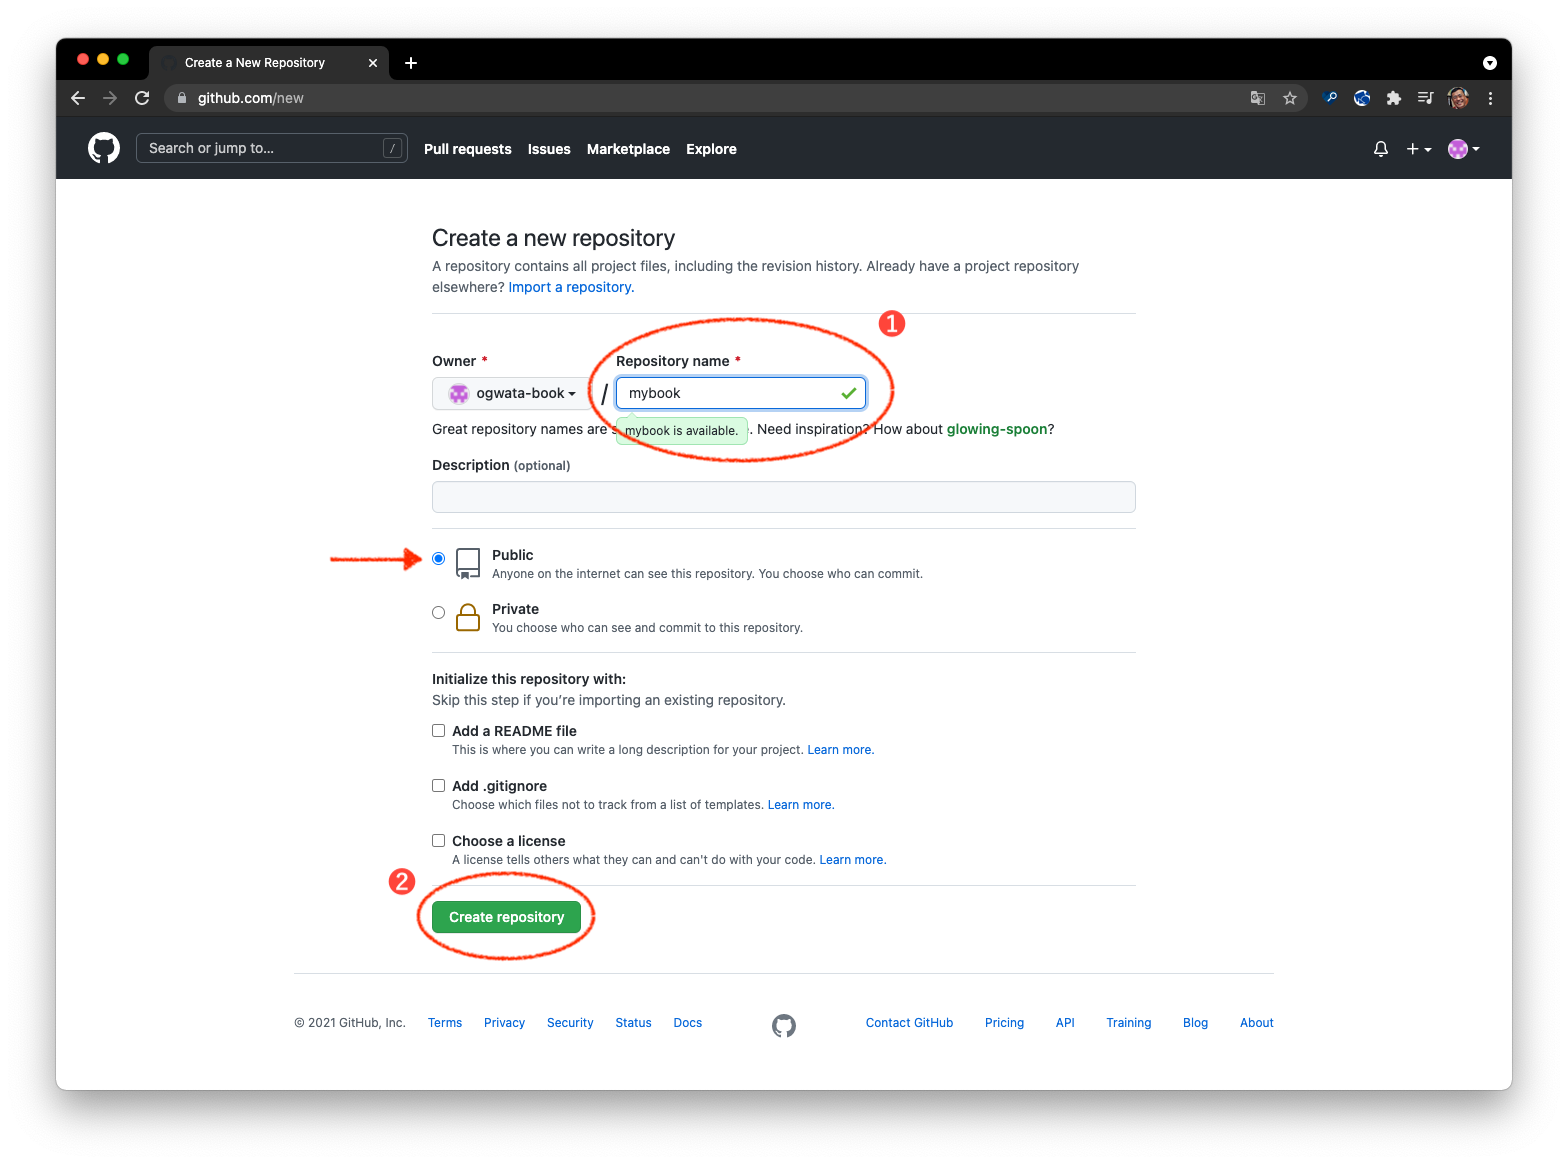 Create a New Repository
github.com/new
Search or jump to... /
Pull requests Issues Marketplace Explore
Create a new repository
A repository contains all project files, including the revision history. Already have a project repository
elsewhere? Import a repository.
1
Owner * Repository name *
ogwata-book / mybook
Great repository names are s . Need inspiration? How about glowing-spoon?
mybook is available.
Description (optional)
Public
Anyone on the internet can see this repository. You choose who can commit.
Private
You choose who can see and commit to this repository.
Initialize this repository with:
Skip this step if you’re importing an existing repository.
Add a README file
This is where you can write a long description for your project. Learn more.
Add .gitignore
Choose which files not to track from a list of templates. Learn more.
Choose a license
A license tells others what they can and can't do with your code. Learn more.
2
Create repository
© 2021 GitHub, Inc. Terms Privacy Security Status Docs Contact GitHub Pricing API Training Blog About